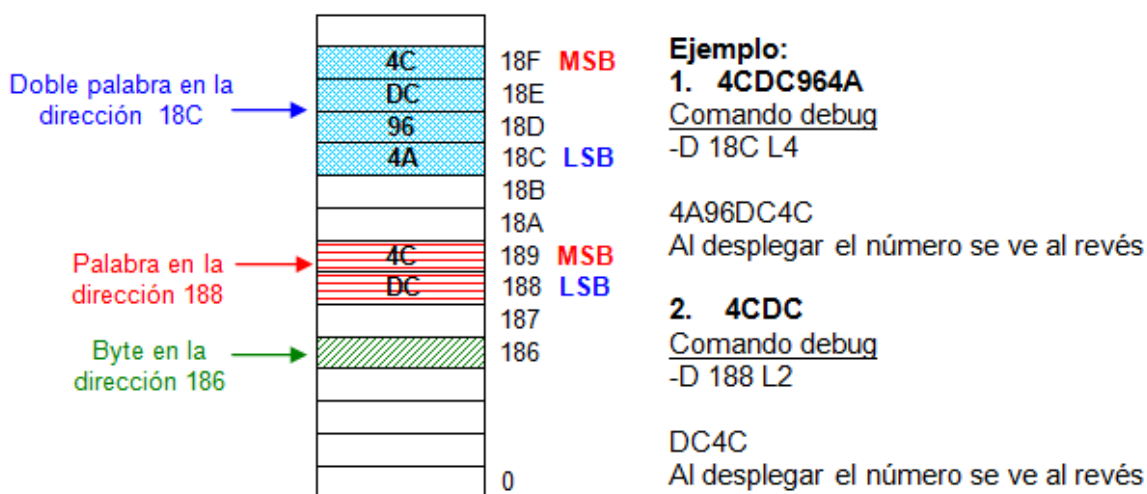 Doble palabra en la
dirección 18C
Palabra en la
dirección 188
Byte en la
dirección 186
4C 18F MSB
DC 18E
96 18D
4A 18C LSB
18B
18A
4C 189 MSB
DC 188 LSB
187
186
0
Ejemplo:
1. 4CDC964A
Comando debug
-D 18C L4
4A96DC4C
Al desplegar el número se ve al revés
2. 4CDC
Comando debug
-D 188 L2
DC4C
Al desplegar el número se ve al revés